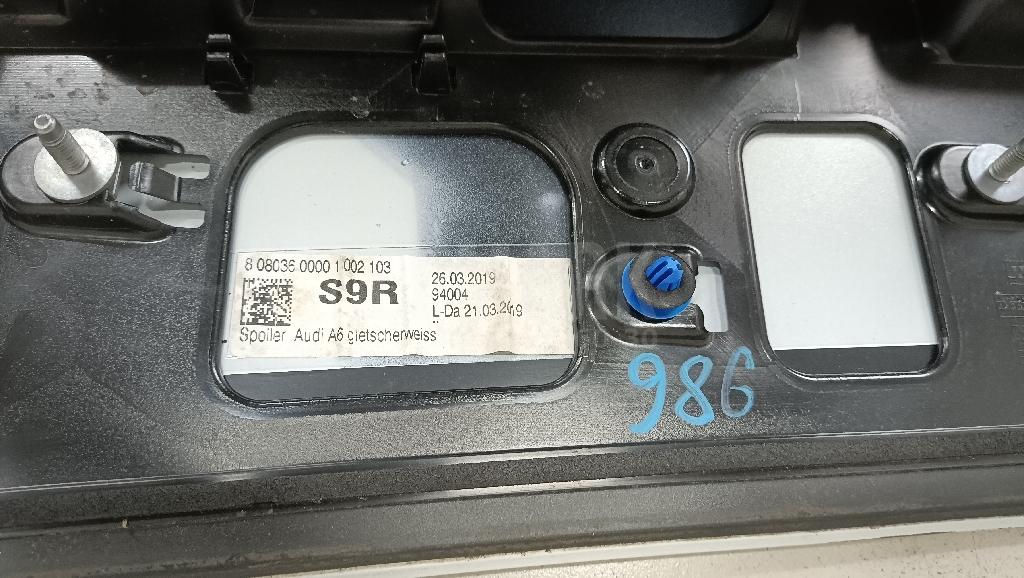 8 08036 0000 1 002 103
26.03.2019
S9R
94004
L-Da 21.03.2019
Spoiler Audi A6 gletscherweiss
986